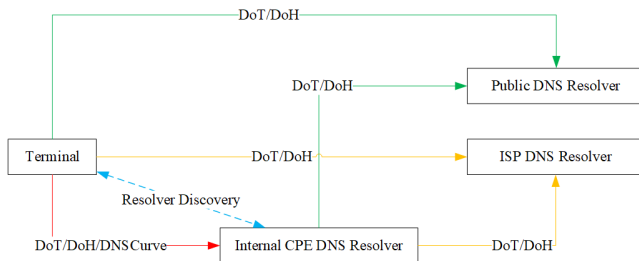 DoT/DoH
DoT/DoH
Public DNS Resolver
Terminal
DoT/DoH
ISP DNS Resolver
Resolver Discovery
DoT/DoH/DNSCurve
Internal CPE DNS Resolver
DoT/DoH